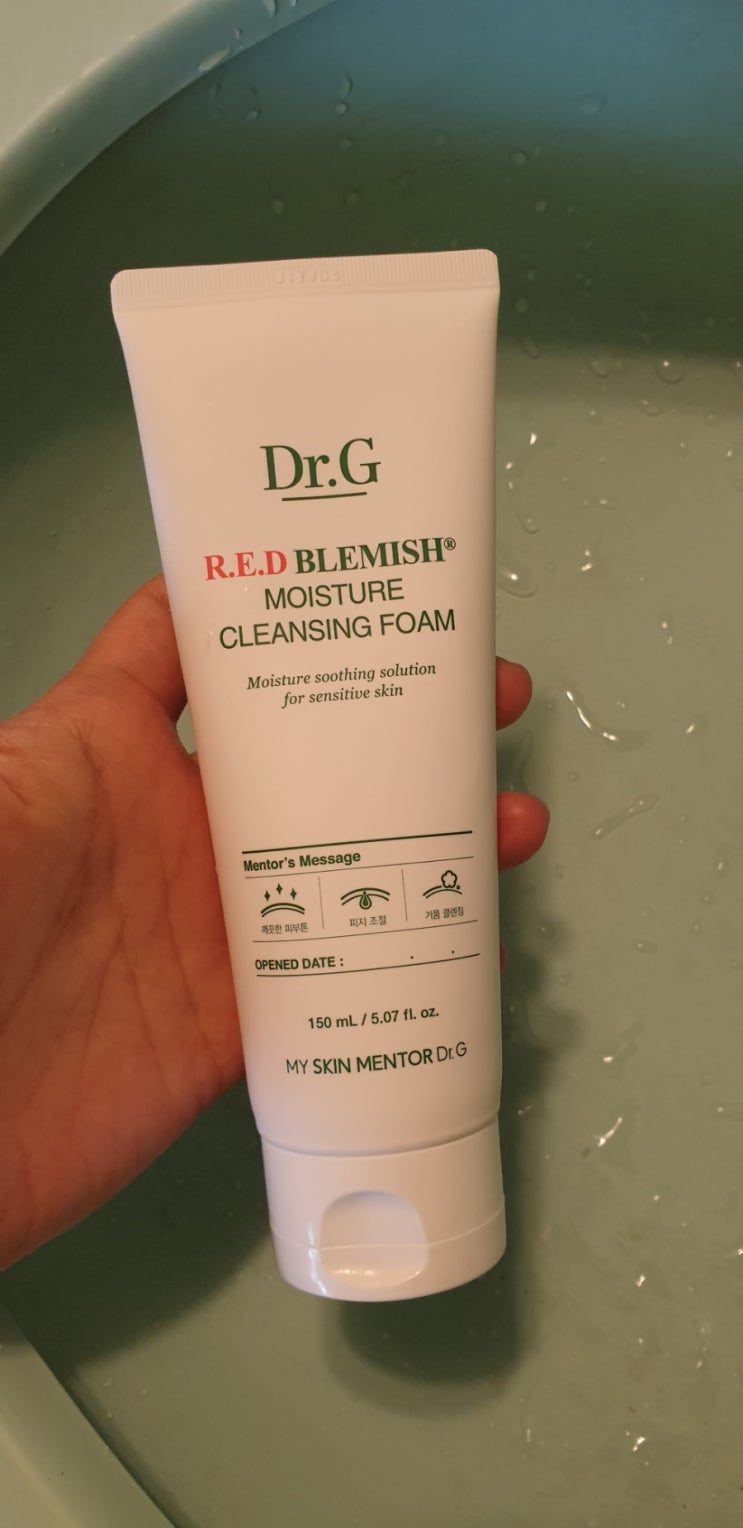 Dr.G
R.E.D BLEMISH®
MOISTURE
CLEANSING FOAM
Moisture soothing solution
for sensitive skin
Mentor's Message
깨끗한 피부톤 피지 조절 거품 클렌징
OPENED DATE : . .
150 mL / 5.07 fl. oz.
MY SKIN MENTOR Dr.G